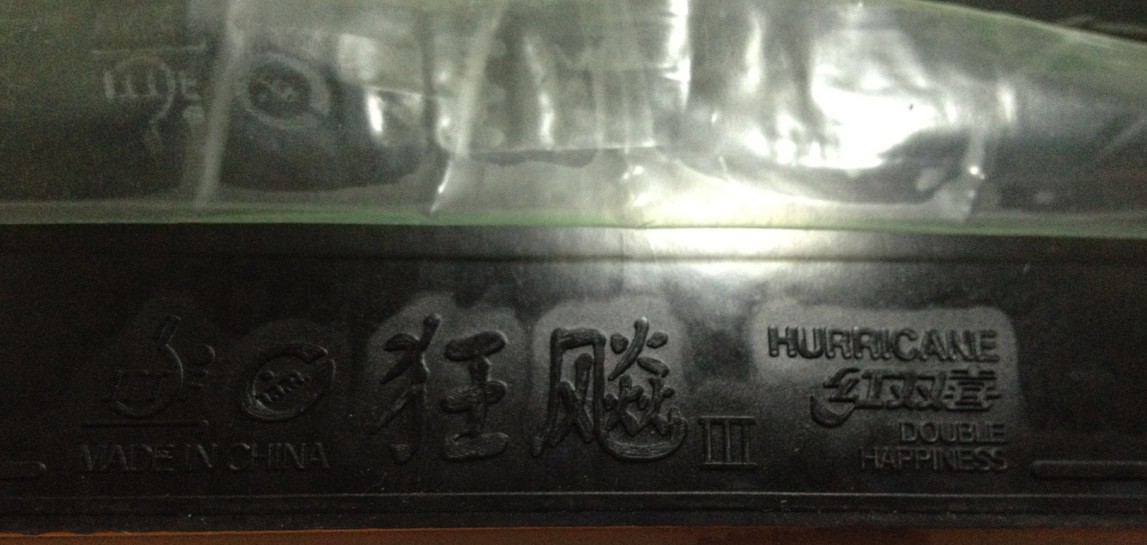 狂飚 III
HURRICANE
红双喜
DOUBLE
HAPPINESS
MADE IN CHINA